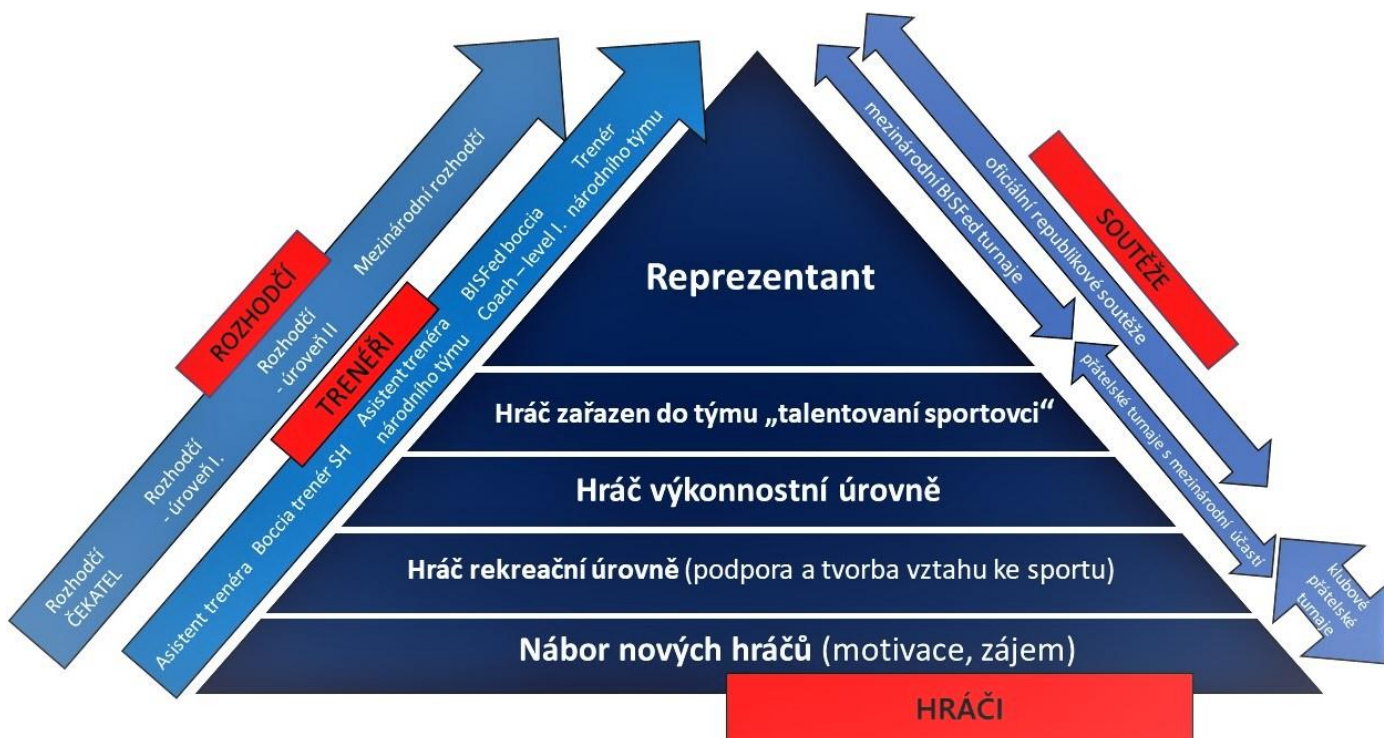 ROZHODČÍ
Rozhodčí
ČEKATEL
Rozhodčí
- úroveň I.
Rozhodčí
- úroveň II
Mezinárodní rozhodčí
TRENÉŘI
Asistent trenéra
Boccia trenér SH
Asistent trenéra
národního týmu
BISFed boccia
Coach – level I.
Trenér
národního týmu
Reprezentant
Hráč zařazen do týmu „talentovaní sportovci“
Hráč výkonnostní úrovně
Hráč rekreační úrovně (podpora a tvorba vztahu ke sportu)
Nábor nových hráčů (motivace, zájem)
HRÁČI
SOUTĚŽE
mezinárodní BISFed turnaje
oficiální republikové soutěže
přátelské turnaje s mezinárodní účastí
klubové
přátelské
turnaje